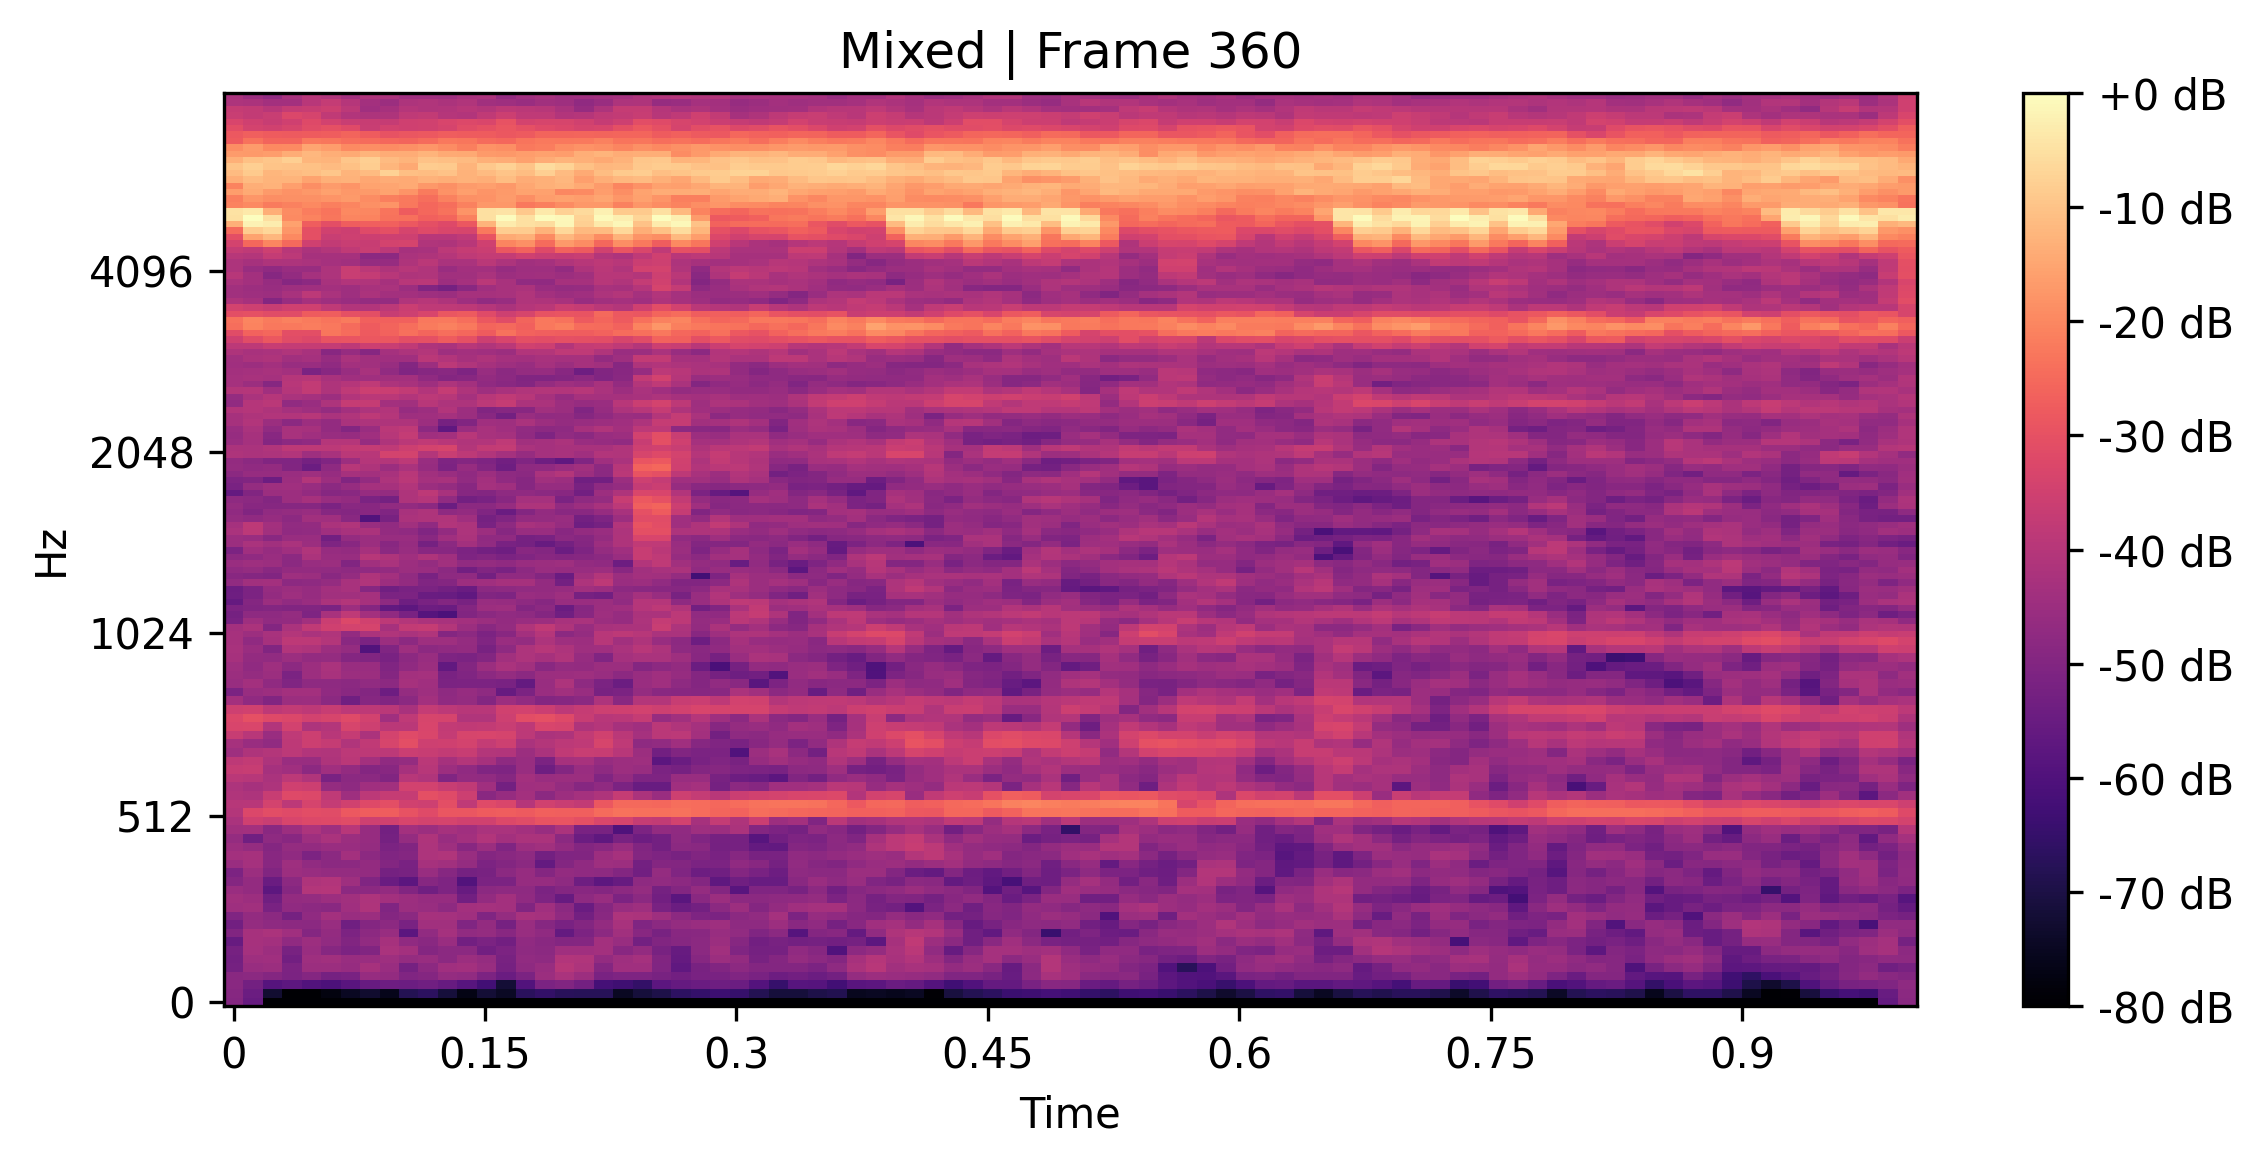 Mixed | Frame 360
+0 dB
-10 dB
-20 dB
-30 dB
-40 dB
-50 dB
-60 dB
-70 dB
-80 dB
Hz
4096
2048
1024
512
0
0 0.15 0.3 0.45 0.6 0.75 0.9
Time